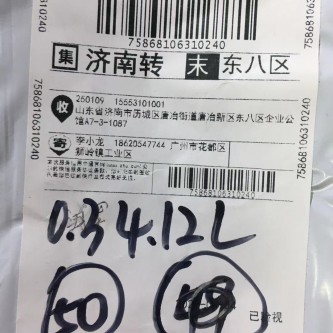 75868106310240
集 济南转 末 东八区
75868106310240
收 250109 15553101001
山东省济南市历城区唐冶街道唐冶新区东八区企业公
馆A7-3-1087
寄 李小龙 18620547744 广州市花都区
狮岭镇工业区
75868106310240
0.34.12L
50
已验视
75868106310240